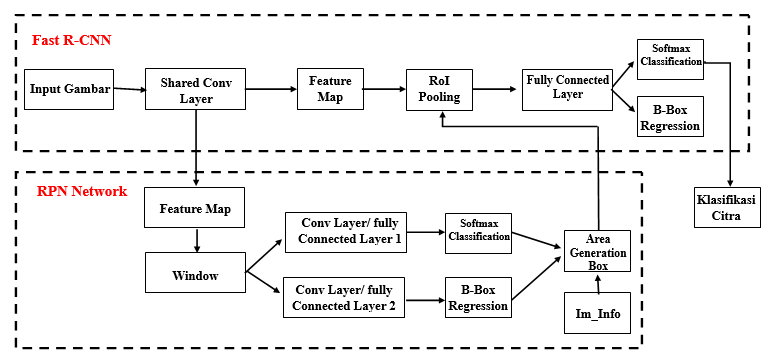 Fast R-CNN
Input Gambar
Shared Conv
Layer
Feature
Map
RoI
Pooling
Fully Connected
Layer
Softmax
Classification
B-Box
Regression
Klasifikasi
Citra
RPN Network
Feature Map
Window
Conv Layer/ fully
Connected Layer 1
Softmax
Classification
Conv Layer/ fully
Connected Layer 2
B-Box
Regression
Area
Generation
Box
Im_Info